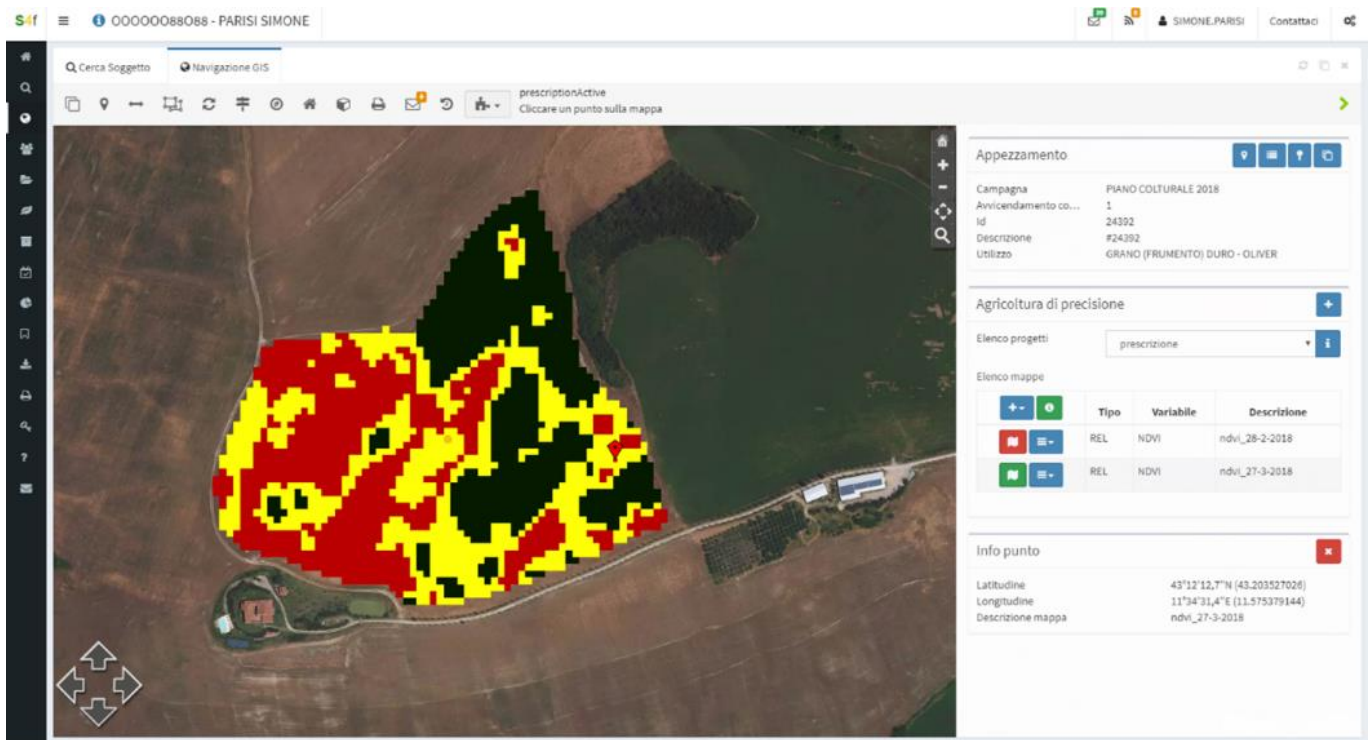 S4f OOOOOO88O88 - PARISI SIMONE SIMONE.PARISI Contattaci
Cerca Soggetto Navigazione GIS
prescriptionActive
Cliccare un punto sulla mappa
Appezzamento
Campagna PIANO COLTURALE 2018
Avvicendamento co... 1
Id 24392
Descrizione #24392
Utilizzo GRANO (FRUMENTO) DURO - OLIVER
Agricoltura di precisione
Elenco progetti prescrizione
Elenco mappe
Tipo Variabile Descrizione
REL NDVI ndvi_28-2-2018
REL NDVI ndvi_27-3-2018
Info punto
Latitudine 43°12'12,7"N (43.203527026)
Longitudine 11°34'31,4"E (11.575379144)
Descrizione mappa ndvi_27-3-2018